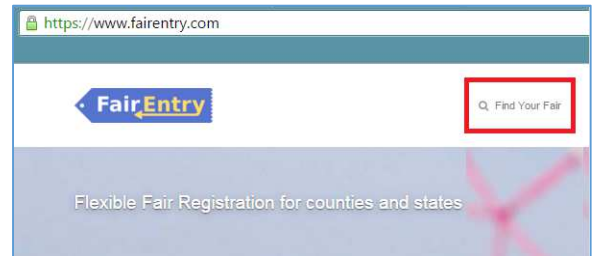 https://www.fairentry.com
FairEntry
Find Your Fair
Flexible Fair Registration for counties and states